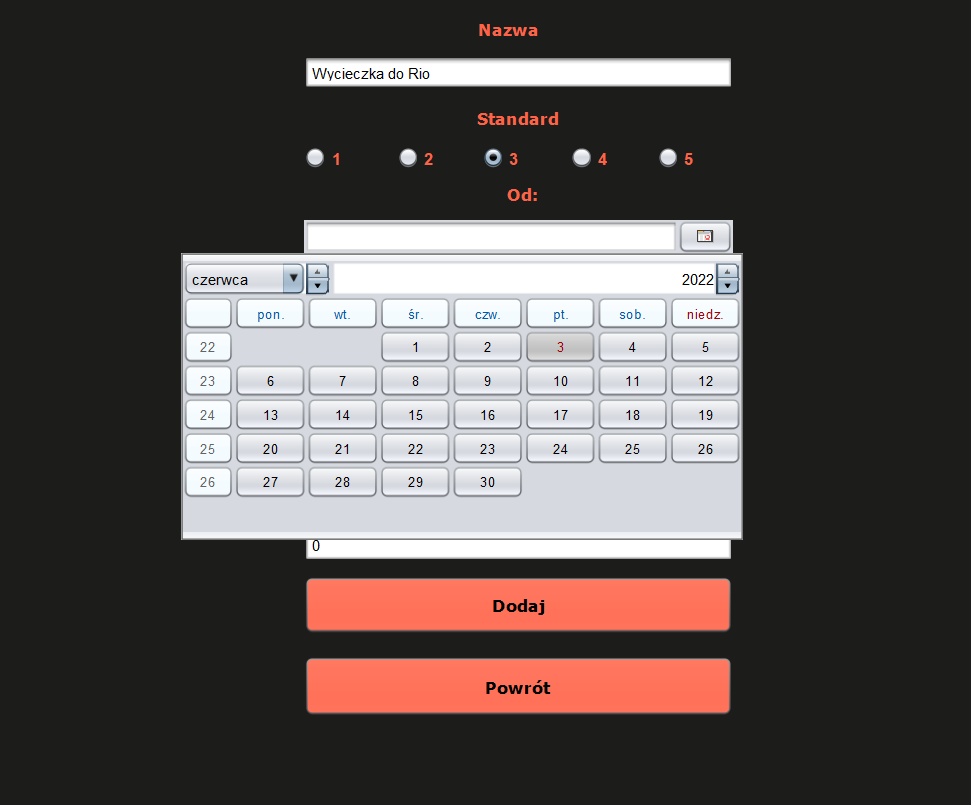 Nazwa
Wycieczka do Rio
Standard
1 2 3 4 5
Od:
czerwca 2022
pon. wt. śr. czw. pt. sob. niedz.
22 1 2 3 4 5
23 6 7 8 9 10 11 12
24 13 14 15 16 17 18 19
25 20 21 22 23 24 25 26
26 27 28 29 30
0
Dodaj
Powrót